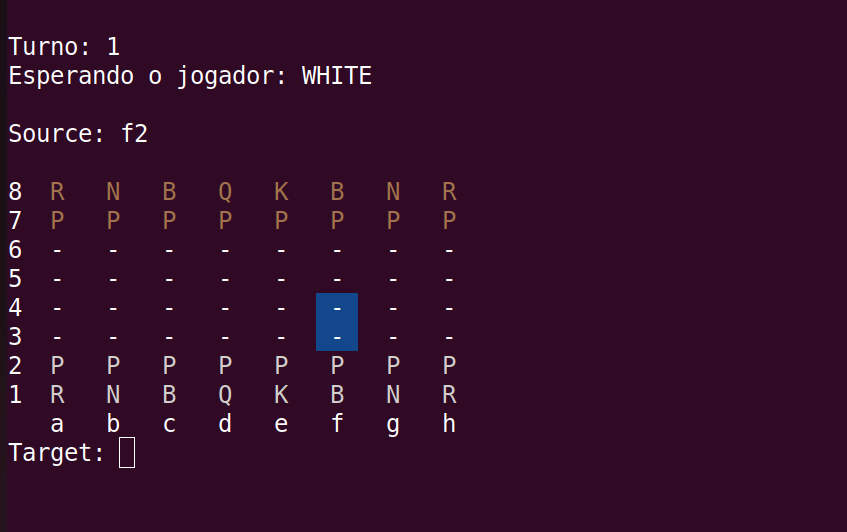 Turno: 1
Esperando o jogador: WHITE
Source: f2
8 R N B Q K B N R
7 P P P P P P P P
6 - - - - - - - -
5 - - - - - - - -
4 - - - - - - - -
3 - - - - - - - -
2 P P P P P P P P
1 R N B Q K B N R
a b c d e f g h
Target: